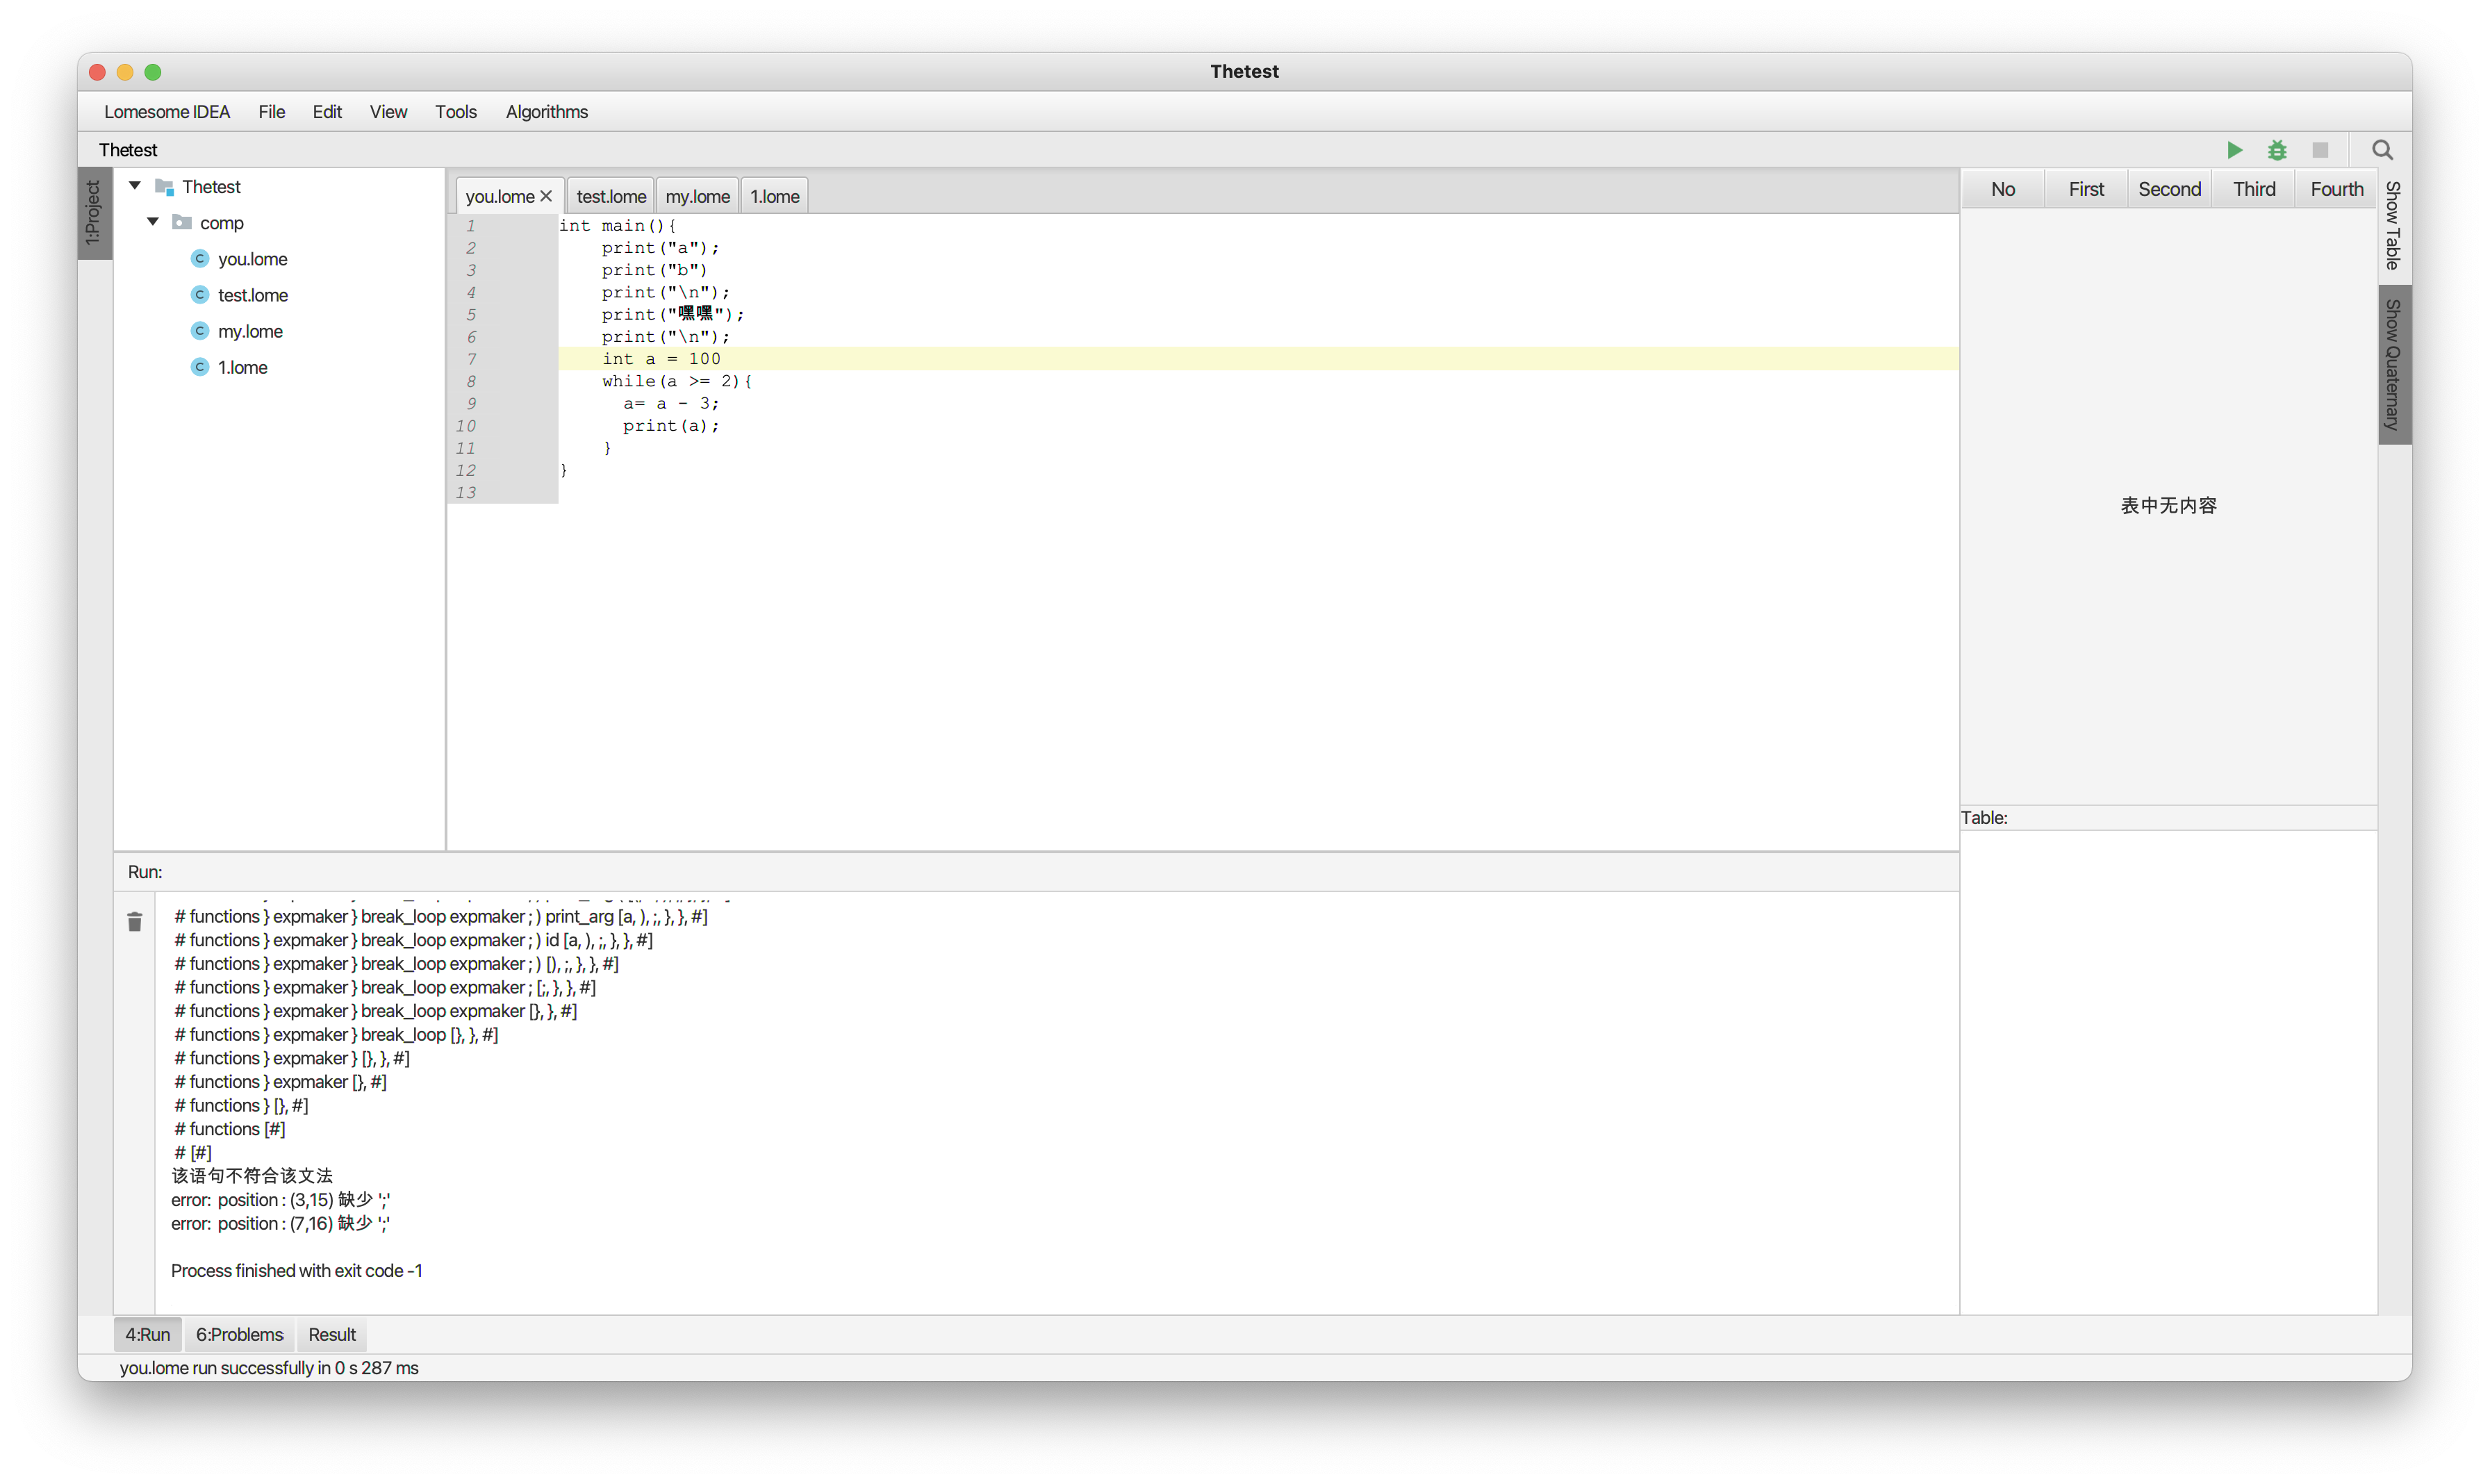 Thetest
Lomesome IDEA File Edit View Tools Algorithms
Thetest
1:Project
Thetest
comp
you.lome
test.lome
my.lome
1.lome
you.lome test.lome my.lome 1.lome
1 int main(){
2 print("a");
3 print("b")
4 print("\n");
5 print("嘿嘿");
6 print("\n");
7 int a = 100
8 while(a >= 2){
9 a= a - 3;
10 print(a);
11 }
12 }
13
No First Second Third Fourth
表中无内容
Show Table
Show Quaternary
Table:
Run:
# functions } expmaker } break_loop expmaker ; ) print_arg [a, ), ;, }, }, #]
# functions } expmaker } break_loop expmaker ; ) id [a, ), ;, }, }, #]
# functions } expmaker } break_loop expmaker ; ) [), ;, }, }, #]
# functions } expmaker } break_loop expmaker ; [;, }, }, #]
# functions } expmaker } break_loop expmaker [}, }, #]
# functions } expmaker } break_loop [}, }, #]
# functions } expmaker } [}, }, #]
# functions } expmaker [}, #]
# functions } [}, #]
# functions [#]
# [#]
该语句不符合该文法
error: position : (3,15) 缺少 ';'
error: position : (7,16) 缺少 ';'
Process finished with exit code -1
4:Run 6:Problems Result
you.lome run successfully in 0 s 287 ms